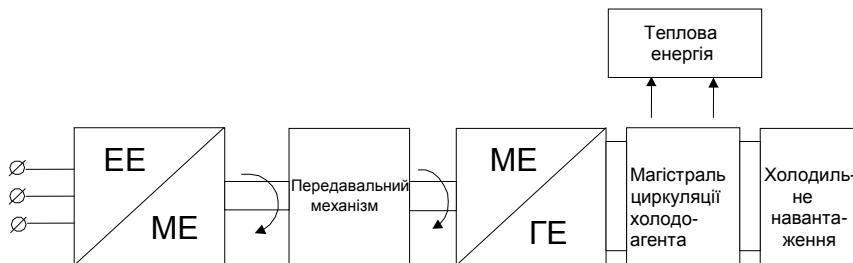 Теплова
енергія
ЕЕ
МЕ
Передавальний
механізм
МЕ
ГЕ
Магістраль
циркуляції
холодо-
агента
Холодиль-
не
наванта-
ження